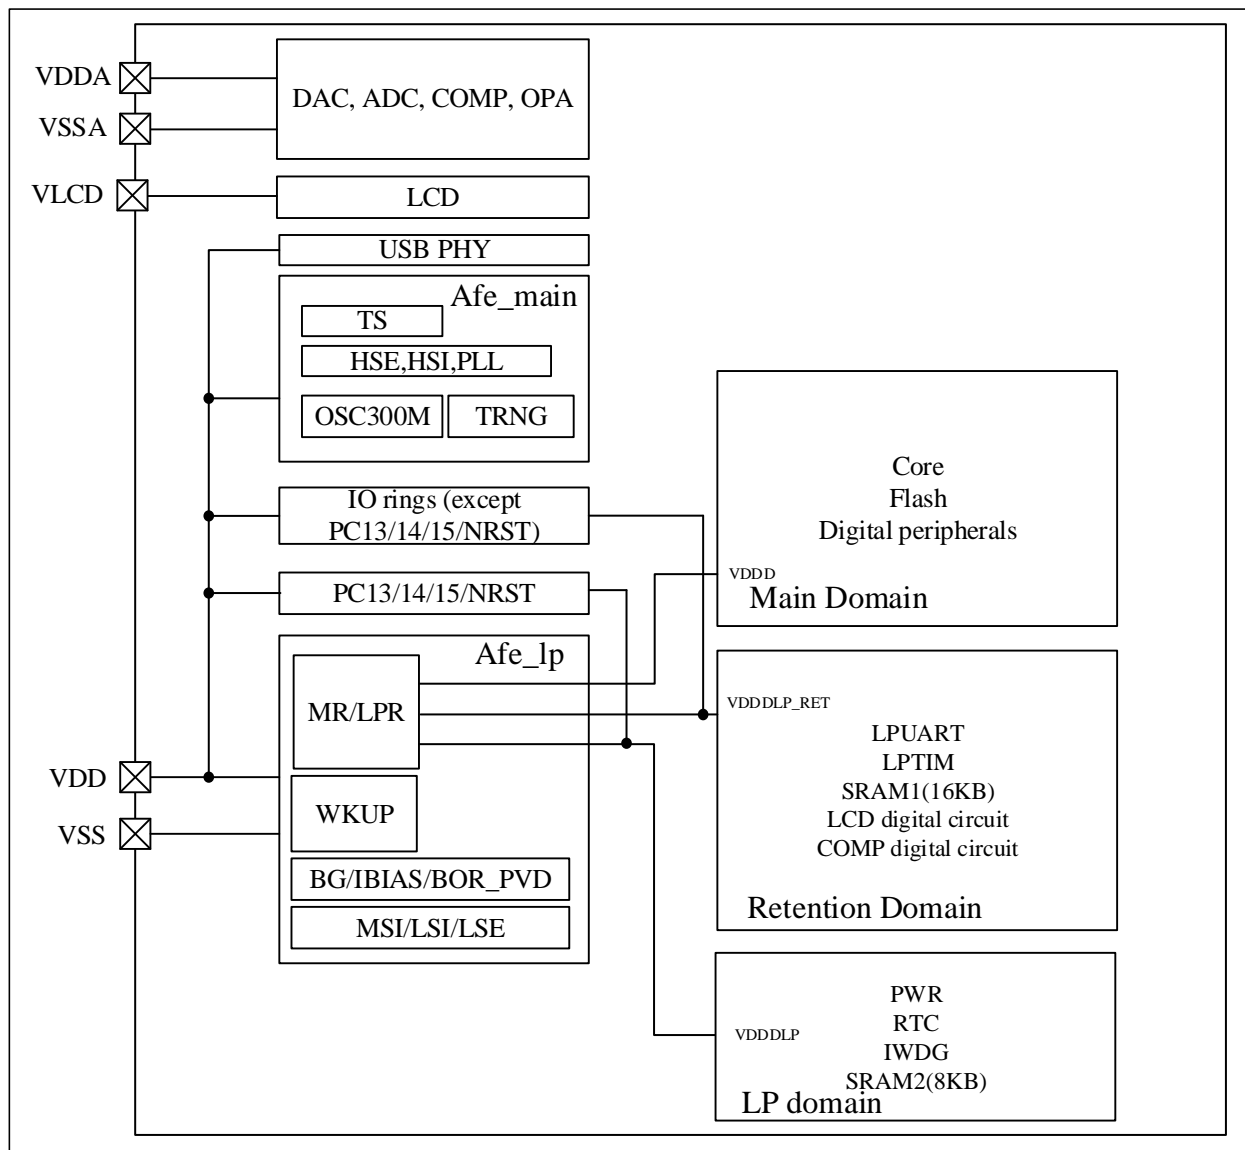 VDDA
VSSA
DAC, ADC, COMP, OPA
VLCD
LCD
USB PHY
Afe_main
TS
HSE,HSI,PLL
OSC300M
TRNG
IO rings (except
PC13/14/15/NRST)
PC13/14/15/NRST
Afe_lp
MR/LPR
VDD
WKUP
VSS
BG/IBIAS/BOR_PVD
MSI/LSI/LSE
Core
Flash
Digital peripherals
VDDD
Main Domain
VDDDLP_RET
LPUART
LPTIM
SRAM1(16KB)
LCD digital circuit
COMP digital circuit
Retention Domain
PWR
RTC
VDDDLP
IWDG
SRAM2(8KB)
LP domain